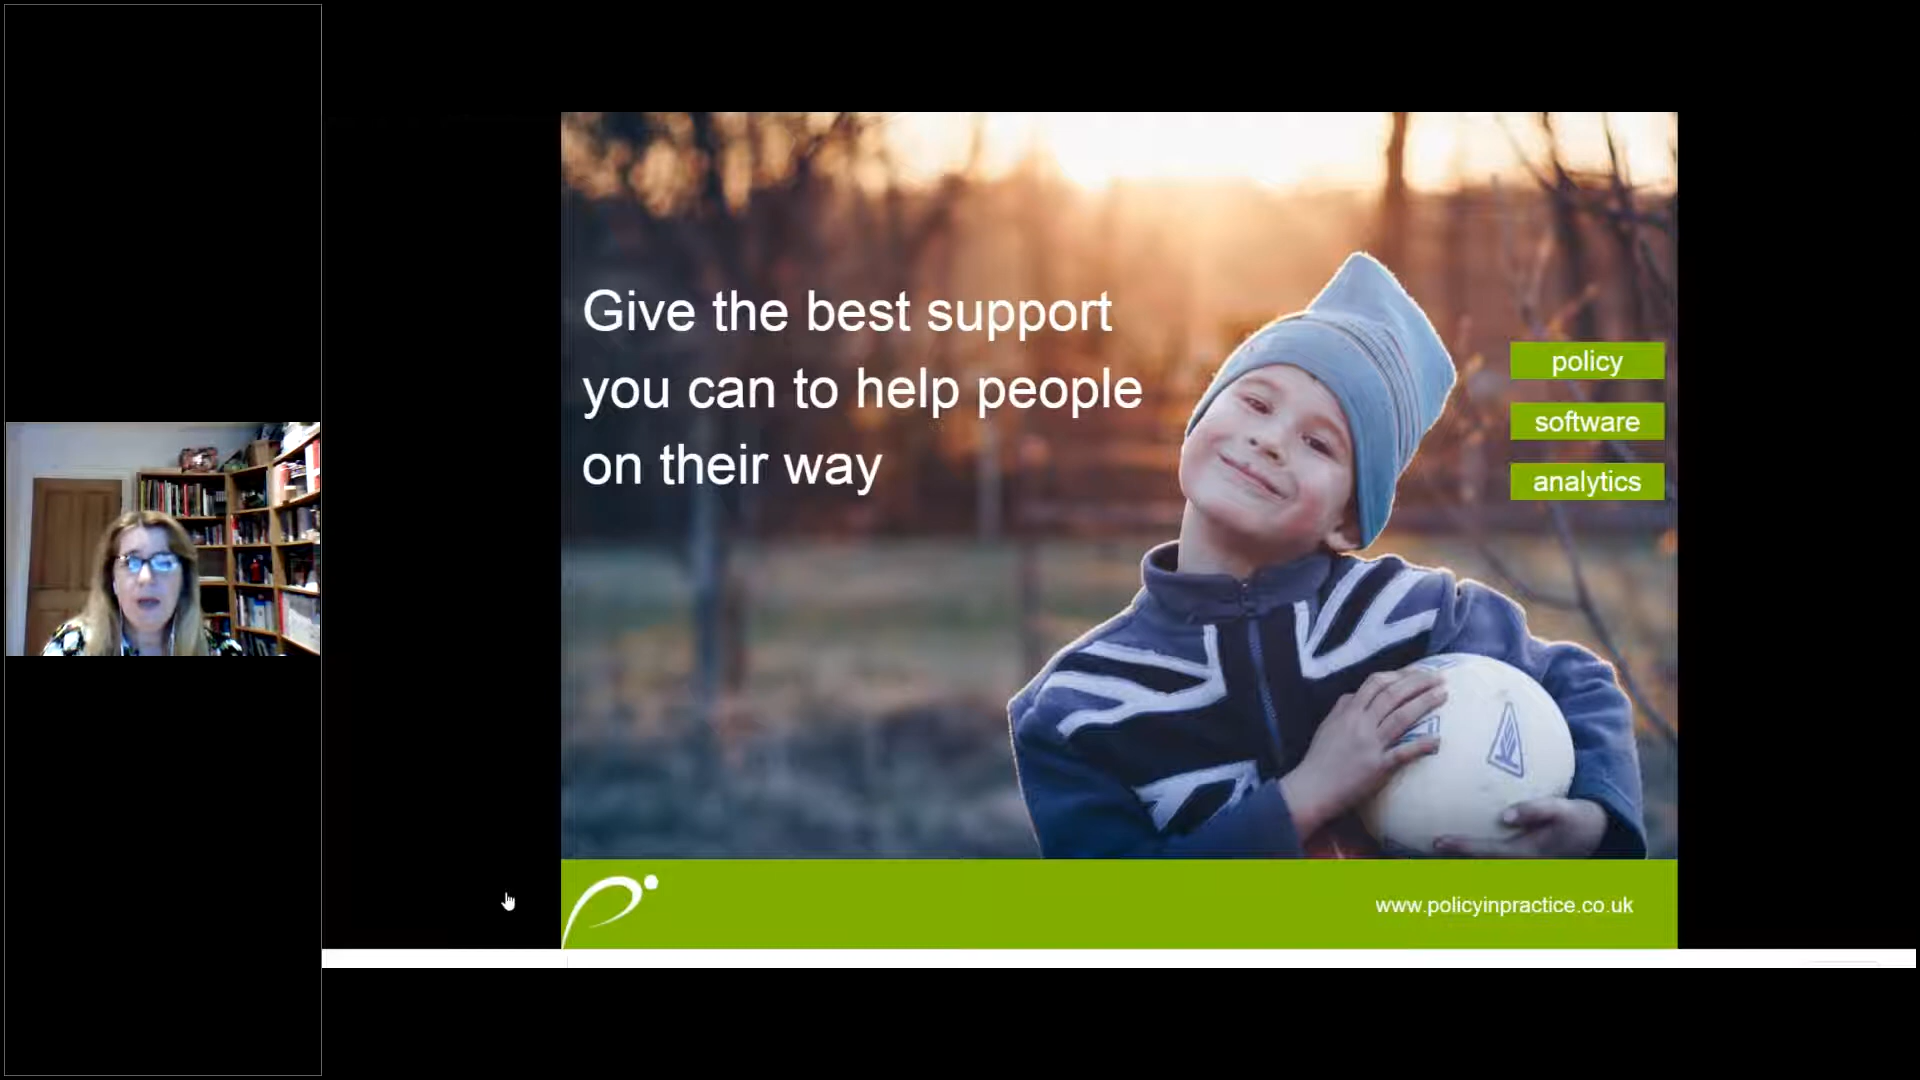 Give the best support
you can to help people
on their way
policy
software
analytics
www.policyinpractice.co.uk